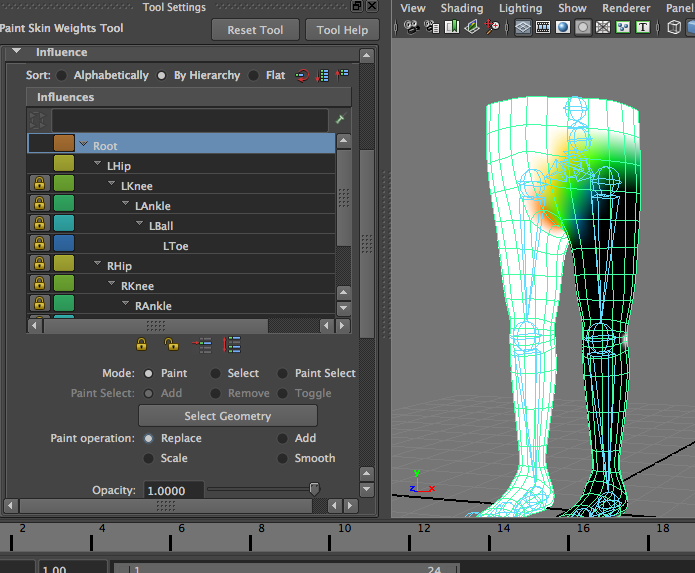 Tool Settings
Paint Skin Weights Tool
Reset Tool
Tool Help
Influence
Sort: Alphabetically By Hierarchy Flat
Influences
Root
LHip
LKnee
LAnkle
LBall
LToe
RHip
RKnee
RAnkle
Mode: Paint Select Paint Select
Paint Select: Add Remove Toggle
Select Geometry
Paint operation: Replace Add
Scale Smooth
Opacity: 1.0000
View Shading Lighting Show Renderer Panel
T
y
z x
2 4 6 8 10 12 14 16 18
1.00 1 24